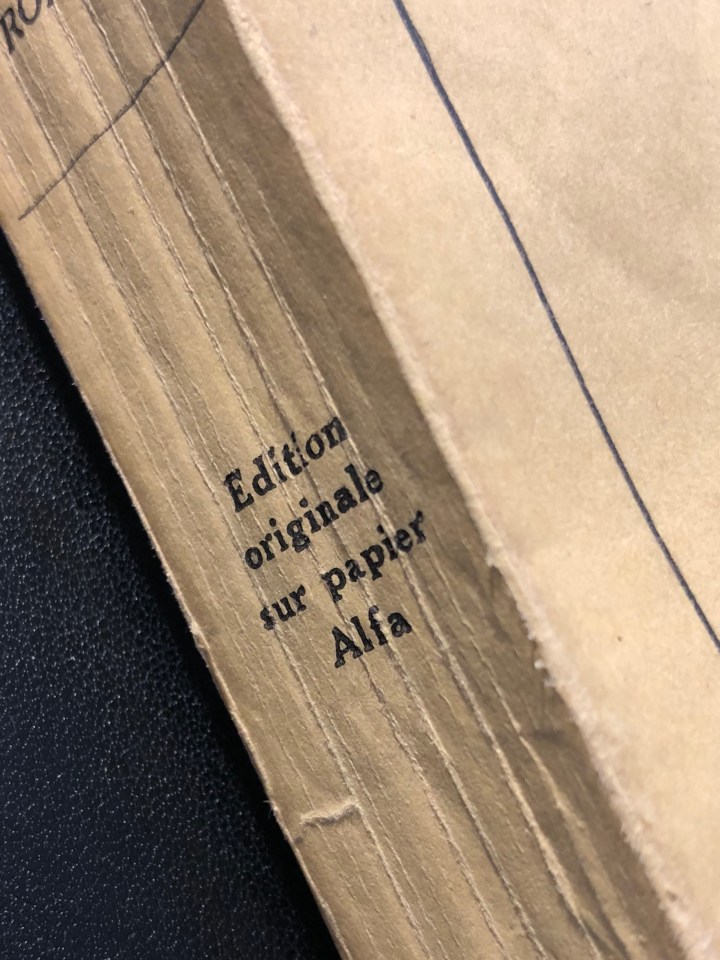 Edition
originale
sur papier
Alfa